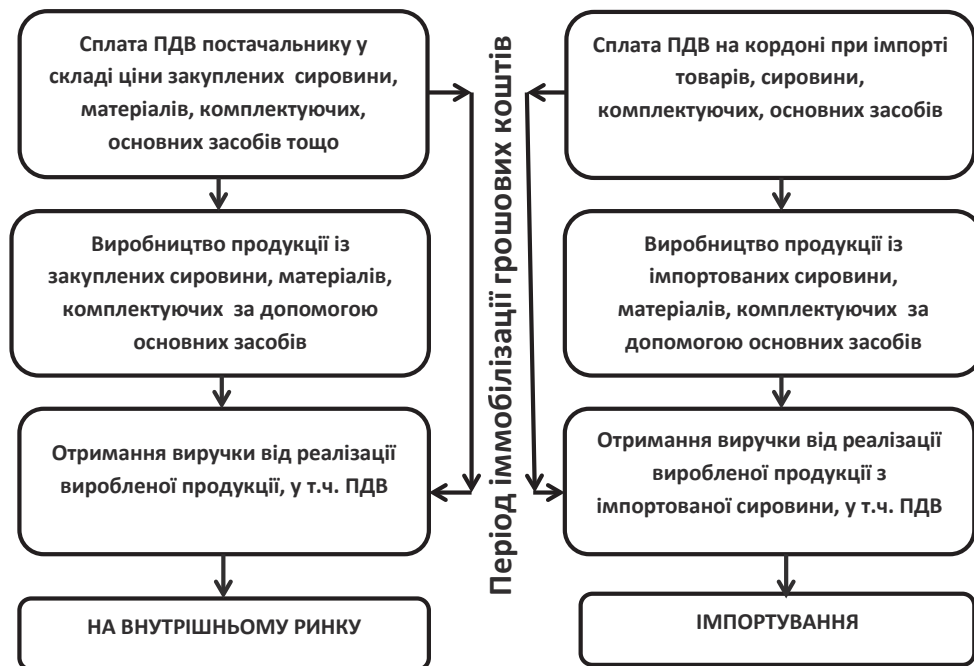 Сплата ПДВ постачальнику у
складі ціни закуплених сировини,
матеріалів, комплектуючих,
основних засобів тощо
Виробництво продукції із
закуплених сировини, матеріалів,
комплектуючих за допомогою
основних засобів
Отримання виручки від реалізації
виробленої продукції, у т.ч. ПДВ
НА ВНУТРІШНЬОМУ РИНКУ
Період іммобілізації грошових коштів
Сплата ПДВ на кордоні при імпорті
товарів, сировини,
комплектуючих, основних засобів
Виробництво продукції із
імпортованих сировини,
матеріалів, комплектуючих за
допомогою основних засобів
Отримання виручки від реалізації
виробленої продукції з
імпортованої сировини, у т.ч. ПДВ
ІМПОРТУВАННЯ